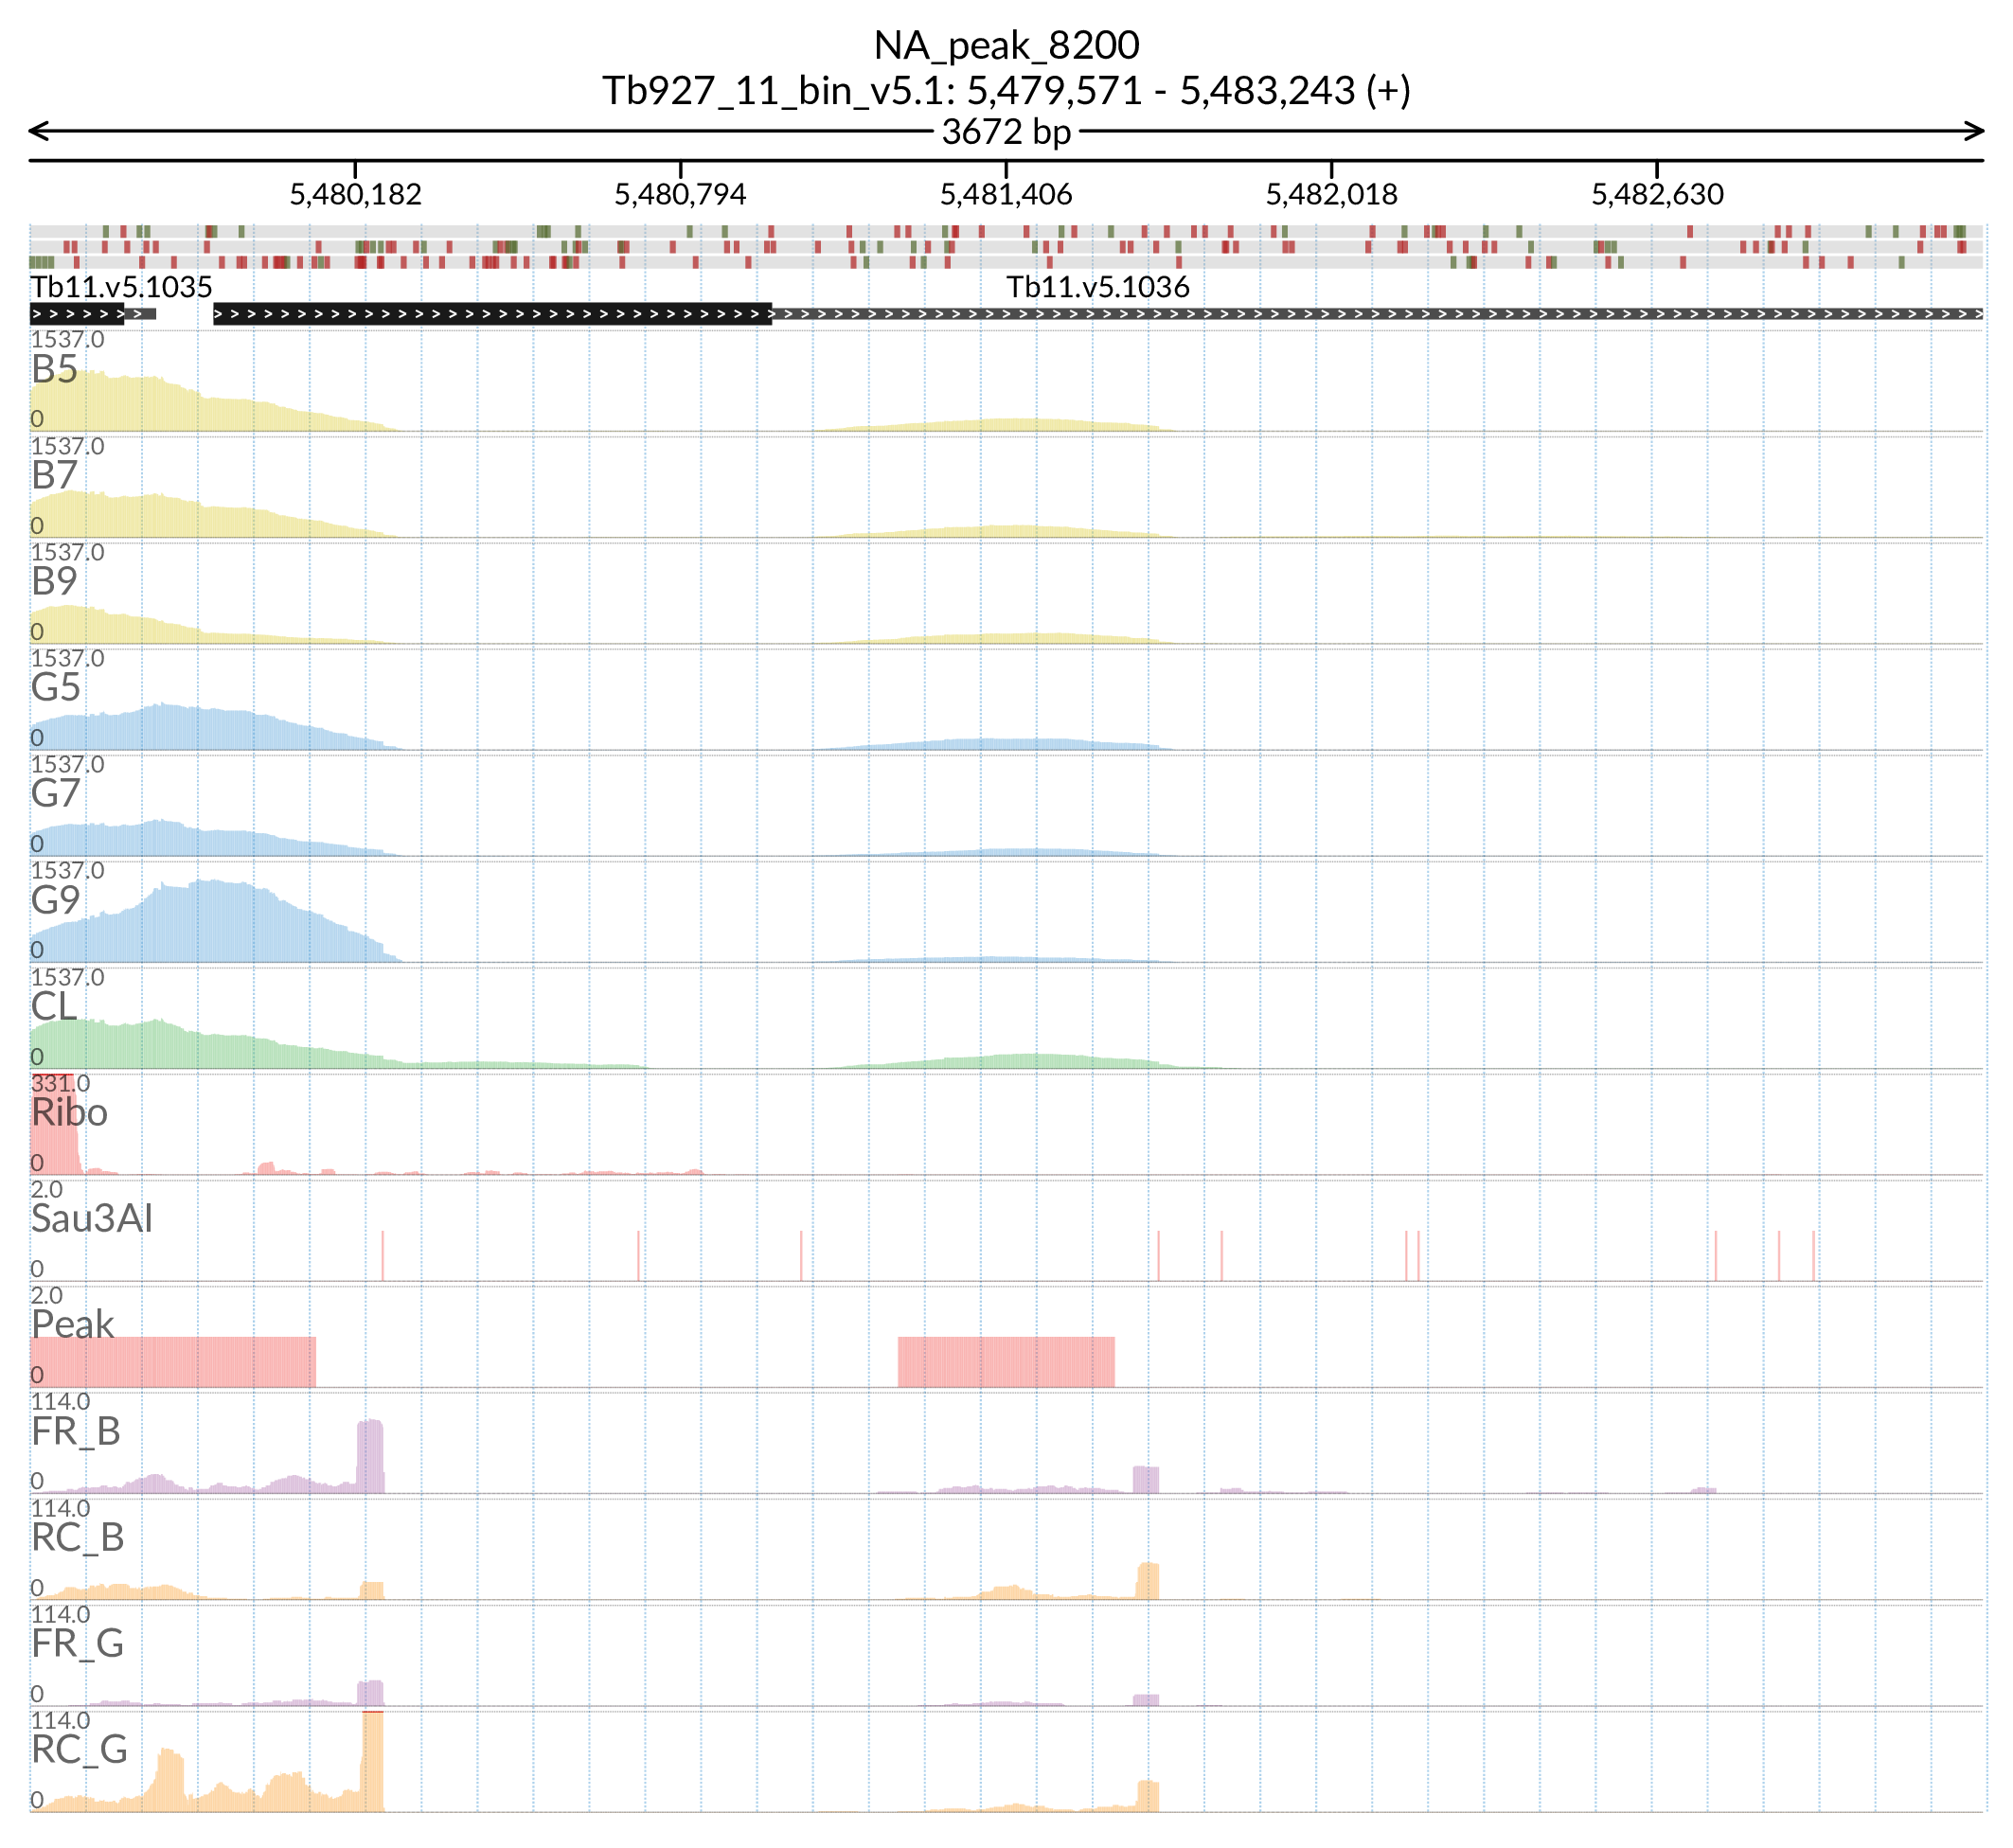 NA_peak_8200
Tb927_11_bin_v5.1: 5,479,571 - 5,483,243 (+)
3672 bp
5,480,182 5,480,794 5,481,406 5,482,018 5,482,630
Tb11.v5.1035 Tb11.v5.1036
1537.0
B5
0
1537.0
B7
0
1537.0
B9
0
1537.0
G5
0
1537.0
G7
0
1537.0
G9
0
1537.0
CL
0
331.0
Ribo
0
2.0
Sau3AI
0
2.0
Peak
0
114.0
FR_B
0
114.0
RC_B
0
114.0
FR_G
0
114.0
RC_G
0